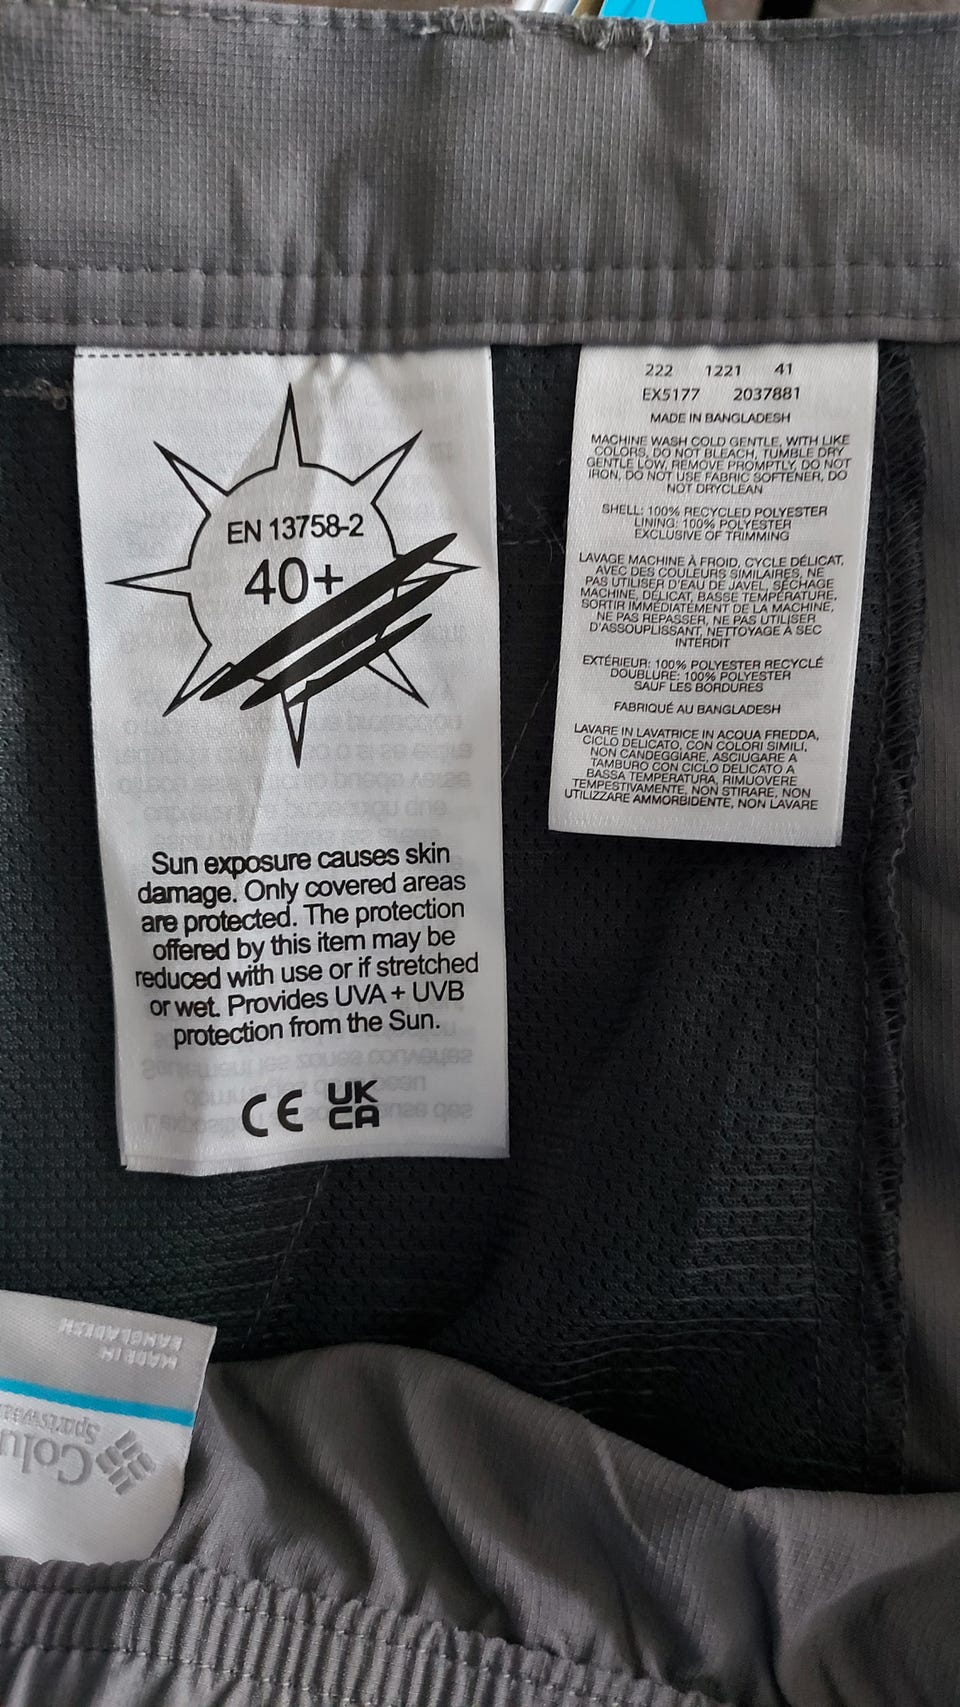 EN 13758-2
40+
Sun exposure causes skin
damage. Only covered areas
are protected. The protection
offered by this item may be
reduced with use or if stretched
or wet. Provides UVA + UVB
protection from the Sun.
CE UK
CA
222 1221 41
EX5177 2037881
MADE IN BANGLADESH
MACHINE WASH COLD GENTLE, WITH LIKE
COLORS, DO NOT BLEACH, TUMBLE DRY
GENTLE LOW, REMOVE PROMPTLY, DO NOT
IRON, DO NOT USE FABRIC SOFTENER, DO
NOT DRYCLEAN
SHELL: 100% RECYCLED POLYESTER
LINING: 100% POLYESTER
EXCLUSIVE OF TRIMMING
LAVAGE MACHINE À FROID, CYCLE DÉLICAT,
AVEC DES COULEURS SIMILAIRES, NE
PAS UTILISER D'EAU DE JAVEL, SÉCHAGE
MACHINE, DÉLICAT, BASSE TEMPÉRATURE,
SORTIR IMMÉDIATEMENT DE LA MACHINE,
NE PAS REPASSER, NE PAS UTILISER
D'ASSOUPLISSANT, NETTOYAGE À SEC
INTERDIT
EXTÉRIEUR: 100% POLYESTER RECYCLÉ
DOUBLURE: 100% POLYESTER
SAUF LES BORDURES
FABRIQUÉ AU BANGLADESH
LAVARE IN LAVATRICE IN ACQUA FREDDA,
CICLO DELICATO, CON COLORI SIMILI,
NON CANDEGGIARE, ASCIUGARE A
TAMBURO CON CICLO DELICATO A
BASSA TEMPERATURA, RIMUOVERE
TEMPESTIVAMENTE, NON STIRARE, NON
UTILIZZARE AMMORBIDENTE, NON LAVARE
MADE IN
BANGLADESH